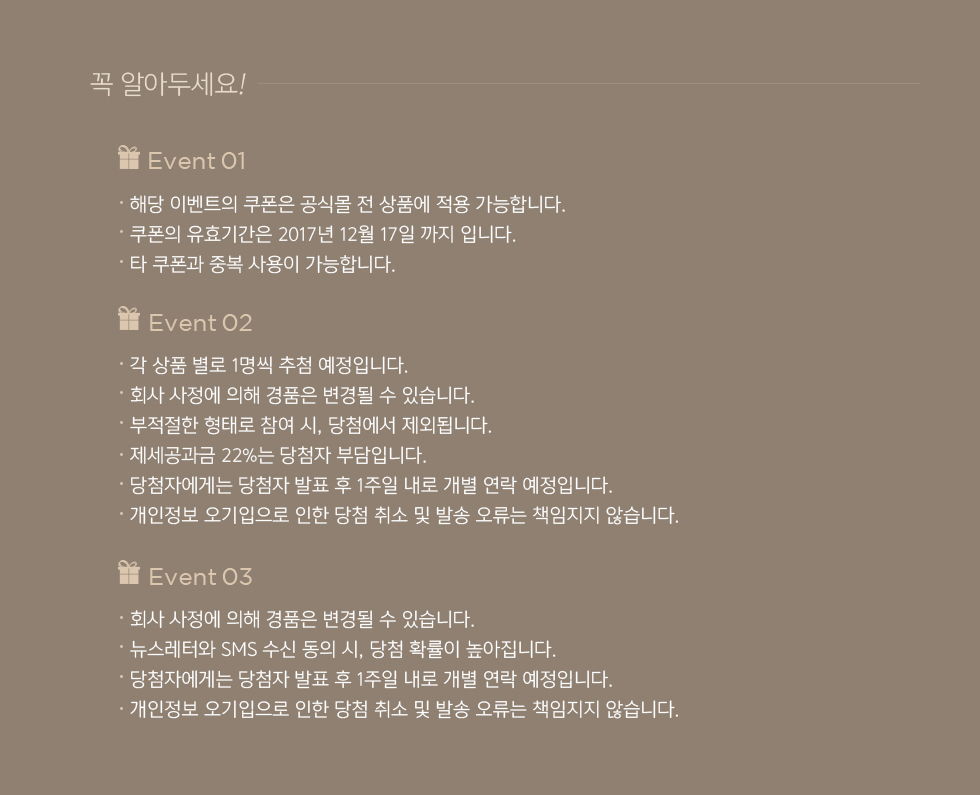 꼭 알아두세요!
Event 01
· 해당 이벤트의 쿠폰은 공식몰 전 상품에 적용 가능합니다.
· 쿠폰의 유효기간은 2017년 12월 17일 까지 입니다.
· 타 쿠폰과 중복 사용이 가능합니다.
Event 02
· 각 상품 별로 1명씩 추첨 예정입니다.
· 회사 사정에 의해 경품은 변경될 수 있습니다.
· 부적절한 형태로 참여 시, 당첨에서 제외됩니다.
· 제세공과금 22%는 당첨자 부담입니다.
· 당첨자에게는 당첨자 발표 후 1주일 내로 개별 연락 예정입니다.
· 개인정보 오기입으로 인한 당첨 취소 및 발송 오류는 책임지지 않습니다.
Event 03
· 회사 사정에 의해 경품은 변경될 수 있습니다.
· 뉴스레터와 SMS 수신 동의 시, 당첨 확률이 높아집니다.
· 당첨자에게는 당첨자 발표 후 1주일 내로 개별 연락 예정입니다.
· 개인정보 오기입으로 인한 당첨 취소 및 발송 오류는 책임지지 않습니다.